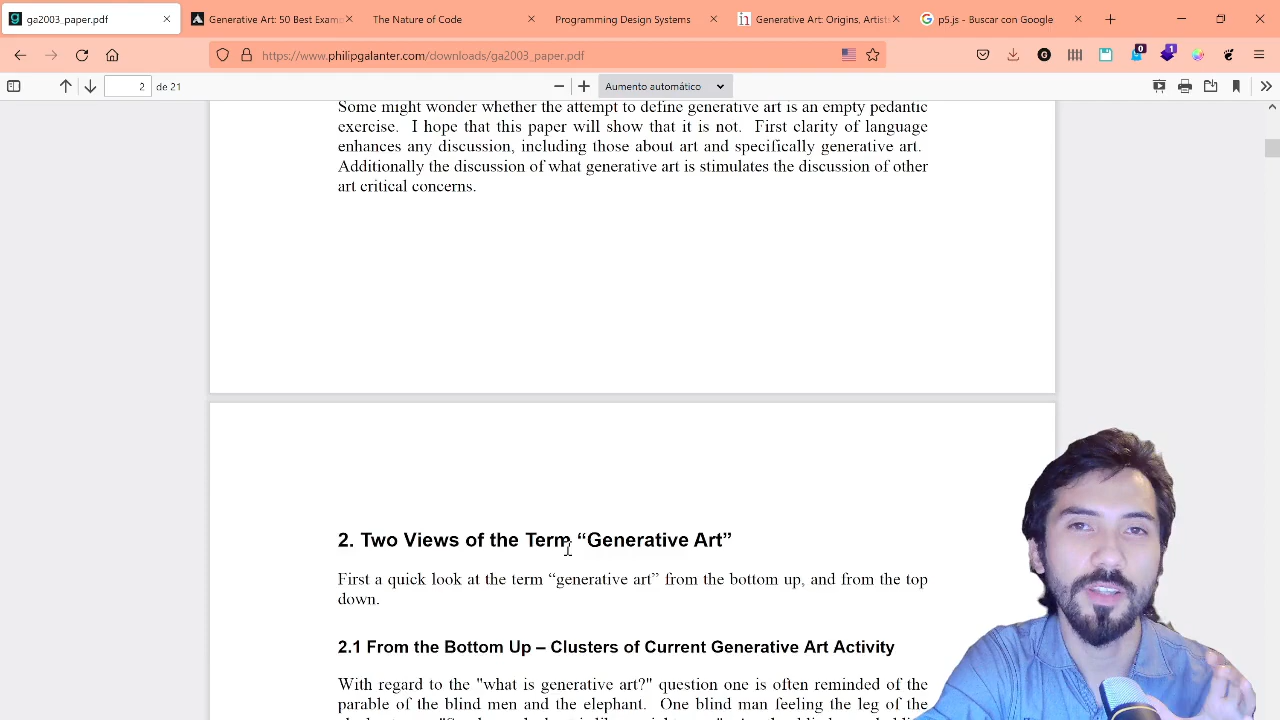 ga2003_paper.pdf
Generative Art: 50 Best Exam
The Nature of Code
Programming Design Systems
Generative Art: Origins, Artists
p5.js - Buscar con Google
https://www.philipgalanter.com/downloads/ga2003_paper.pdf
0
1
2
de 21
Aumento automático
Some might wonder whether the attempt to define generative art is an empty pedantic
exercise. I hope that this paper will show that it is not. First clarity of language
enhances any discussion, including those about art and specifically generative art.
Additionally the discussion of what generative art is stimulates the discussion of other
art critical concerns.
2. Two Views of the Term “Generative Art”
First a quick look at the term “generative art” from the bottom up, and from the top
down.
2.1 From the Bottom Up – Clusters of Current Generative Art Activity
With regard to the "what is generative art?" question one is often reminded of the
parable of the blind men and the elephant. One blind man feeling the leg of the